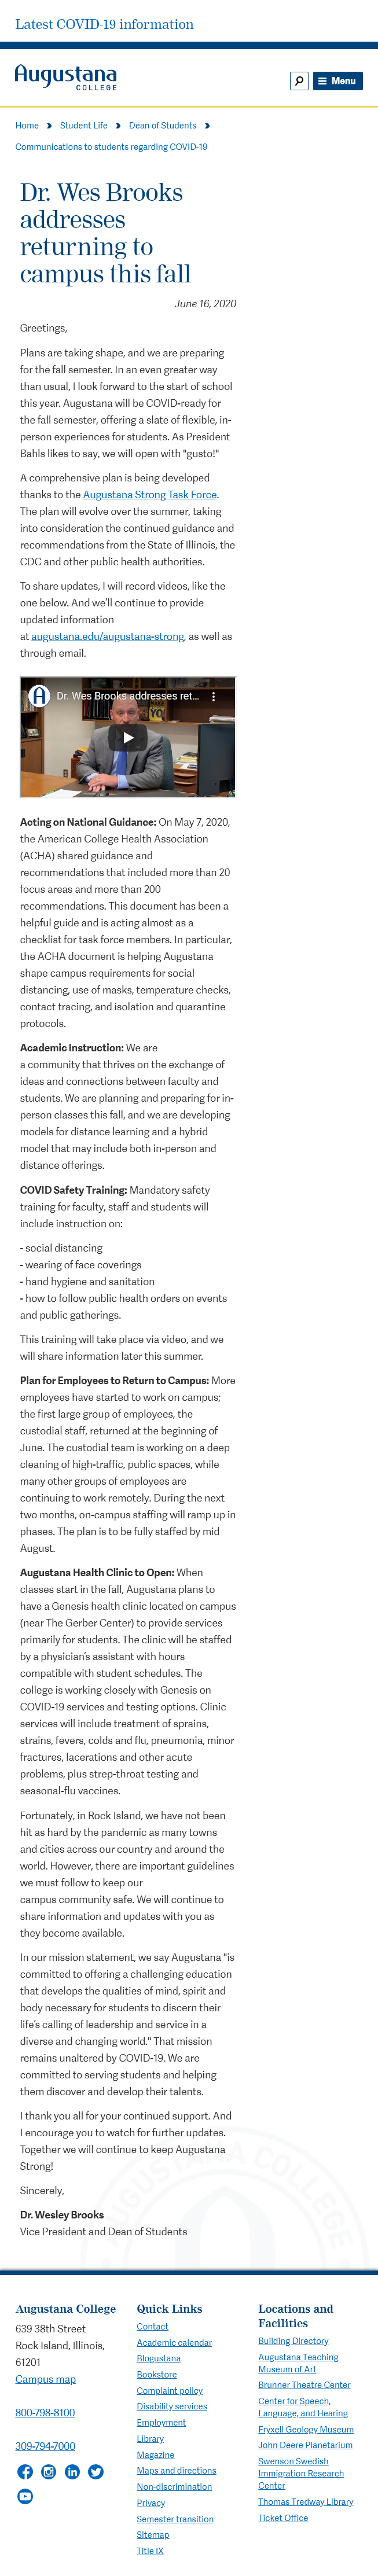 Latest COVID-19 information
Augustana
COLLEGE
Menu
Home
Student Life
Dean of Students
Communications to students regarding COVID-19
Dr. Wes Brooks
addresses
returning to
campus this fall
June 16, 2020
Greetings,
Plans are taking shape, and we are preparing
for the fall semester. In an even greater way
than usual, I look forward to the start of school
this year. Augustana will be COVID-ready for
the fall semester, offering a slate of flexible, in-
person experiences for students. As President
Bahls likes to say, we will open with "gusto!"
A comprehensive plan is being developed
thanks to the Augustana Strong Task Force.
The plan will evolve over the summer, taking
into consideration the continued guidance and
recommendations from the State of Illinois, the
CDC and other public health authorities.
To share updates, I will record videos, like the
one below. And we'll continue to provide
updated information
at augustana.edu/augustana-strong, as well as
through email.
Dr. Wes Brooks addresses ret...
Acting on National Guidance: On May 7, 2020,
the American College Health Association
(ACHA) shared guidance and
recommendations that included more than 20
focus areas and more than 200
recommendations. This document has been a
helpful guide and is acting almost as a
checklist for task force members. In particular,
the ACHA document is helping Augustana
shape campus requirements for social
distancing, use of masks, temperature checks,
contact tracing, and isolation and quarantine
protocols.
Academic Instruction: We are
a community that thrives on the exchange of
ideas and connections between faculty and
students. We are planning and preparing for in-
person classes this fall, and we are developing
models for distance learning and a hybrid
model that may include both in-person and
distance offerings.
COVID Safety Training: Mandatory safety
training for faculty, staff and students will
include instruction on:
- social distancing
- wearing of face coverings
- hand hygiene and sanitation
- how to follow public health orders on events
and public gatherings.
This training will take place via video, and we
will share information later this summer.
Plan for Employees to Return to Campus: More
employees have started to work on campus;
the first large group of employees, the
custodial staff, returned at the beginning of
June. The custodial team is working on a deep
cleaning of high-traffic, public spaces, while
many other groups of employees are
continuing to work remotely. During the next
two months, on-campus staffing will ramp up in
phases. The plan is to be fully staffed by mid
August.
Augustana Health Clinic to Open: When
classes start in the fall, Augustana plans to
have a Genesis health clinic located on campus
(near The Gerber Center) to provide services
primarily for students. The clinic will be staffed
by a physician's assistant with hours
compatible with student schedules. The
college is working closely with Genesis on
COVID-19 services and testing options. Clinic
services will include treatment of sprains,
strains, fevers, colds and flu, pneumonia, minor
fractures, lacerations and other acute
problems, plus strep-throat testing and
seasonal-flu vaccines.
Fortunately, in Rock Island, we have not been
hit as hard by the pandemic as many towns
and cities across our country and around the
world. However, there are important guidelines
we must follow to keep our
campus community safe. We will continue to
share information and updates with you as
they become available.
In our mission statement, we say Augustana "is
committed to offering a challenging education
that develops the qualities of mind, spirit and
body necessary for students to discern their
life's calling of leadership and service in a
diverse and changing world." That mission
remains unaltered by COVID-19. We are
committed to serving students and helping
them discover and develop their talents.
I thank you all for your continued support. And
I encourage you to watch for further updates.
Together we will continue to keep Augustana
Strong!
Sincerely,
Dr. Wesley Brooks
Vice President and Dean of Students
AUGUSTANA COLLEGE
Augustana College
639 38th Street
Rock Island, Illinois,
61201
Campus map
800-798-8100
309-794-7000
Quick Links
Contact
Academic calendar
Blogustana
Bookstore
Complaint policy
Disability services
Employment
Library
Magazine
Maps and directions
Non-discrimination
Privacy
Semester transition
Sitemap
Title IX
Locations and
Facilities
Building Directory
Augustana Teaching
Museum of Art
Brunner Theatre Center
Center for Speech,
Language, and Hearing
Fryxell Geology Museum
John Deere Planetarium
Swenson Swedish
Immigration Research
Center
Thomas Tredway Library
Ticket Office